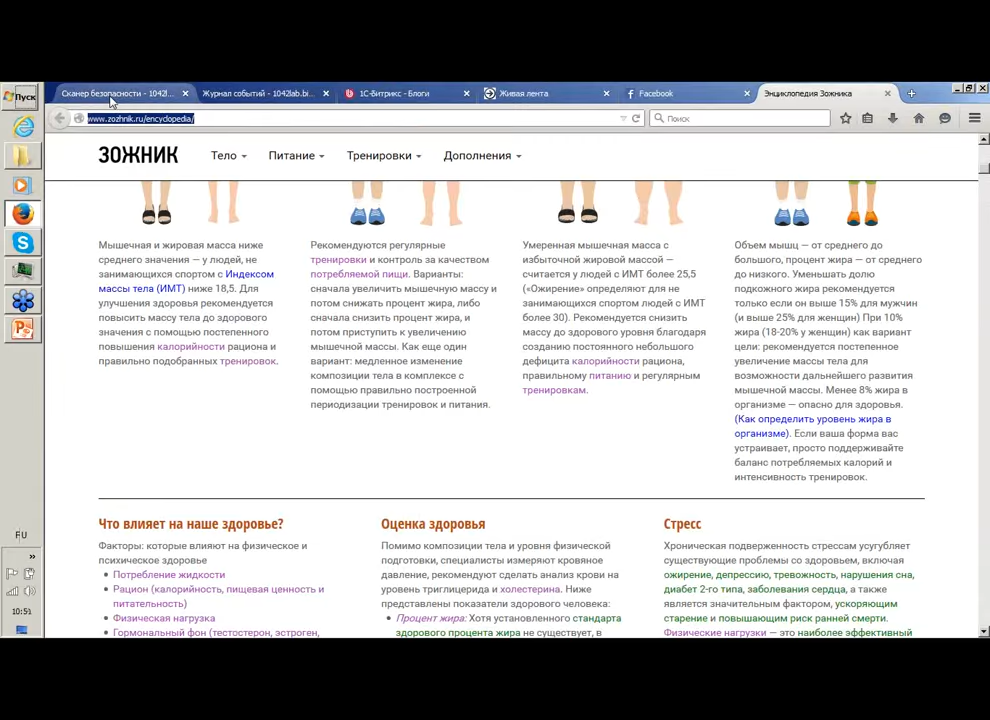 Пуск
Сканер безопасности - 1042l...
Журнал событий - 1042lab.bi...
1С-Битрикс - Блоги
Живая лента
Facebook
Энциклопедия Зожника
www.zozhnik.ru/encyclopedia/
Поиск
ЗОЖНИК
Тело
Питание
Тренировки
Дополнения
Мышечная и жировая масса ниже
среднего значения — у людей, не
занимающихся спортом с Индексом
массы тела (ИМТ) ниже 18,5. Для
улучшения здоровья рекомендуется
повысить массу тела до здорового
значения с помощью постепенного
повышения калорийности рациона и
правильно подобранных тренировок.
Рекомендуются регулярные
тренировки и контроль за качеством
потребляемой пищи. Варианты:
сначала увеличить мышечную массу и
потом снижать процент жира, либо
сначала снизить процент жира, и
потом приступить к увеличению
мышечной массы. Как еще один
вариант: медленное изменение
композиции тела в комплексе с
помощью правильно построенной
периодизации тренировок и питания.
Умеренная мышечная масса с
избыточной жировой массой —
считается у людей с ИМТ более 25,5
(«Ожирение» определяют для не
занимающихся спортом людей с ИМТ
более 30). Рекомендуется снизить
массу до здорового уровня благодаря
созданию постоянного небольшого
дефицита калорийности рациона,
правильному питанию и регулярным
тренировкам.
Объем мышц — от среднего до
большого, процент жира — от среднего
до низкого. Уменьшать долю
подкожного жира рекомендуется
только если он выше 15% для мужчин
(и выше 25% для женщин) При 10%
жира (18-20% у женщин) как вариант
цели: рекомендуется постепенное
увеличение массы тела для
возможности дальнейшего развития
мышечной массы. Менее 8% жира в
организме — опасно для здоровья.
(Как определить уровень жира в
организме). Если ваша форма вас
устраивает, просто поддерживайте
баланс потребляемых калорий и
интенсивность тренировок.
Что влияет на наше здоровье?
Факторы: которые влияют на физическое и
психическое здоровье
Потребление жидкости
Рацион (калорийность, пищевая ценность и
питательность)
Физическая нагрузка
Гормональный фон (тестостерон, эстроген,
Оценка здоровья
Помимо композиции тела и уровня физической
подготовки, специалисты измеряют кровяное
давление, рекомендуют сделать анализ крови на
уровень триглицерида и холестерина. Ниже
представлены показатели здорового человека:
Процент жира: Хотя установленного стандарта
здорового процента жира не существует, в
Стресс
Хроническая подверженность стрессам усугубляет
существующие проблемы со здоровьем, включая
ожирение, депрессию, тревожность, нарушения сна,
диабет 2-го типа, заболевания сердца, а также
является значительным фактором, ускоряющим
старение и повышающим риск ранней смерти.
Физические нагрузки — это наиболее эффективный
RU
10:51